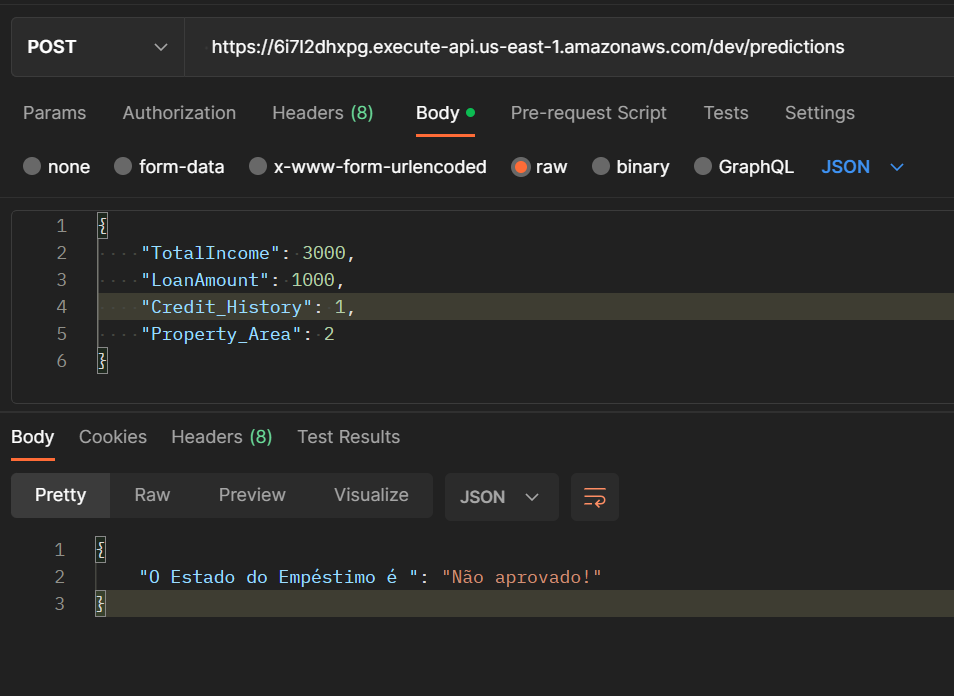 POST https://6i7l2dhxpg.execute-api.us-east-1.amazonaws.com/dev/predictions
Params Authorization Headers (8) Body Pre-request Script Tests Settings
none form-data x-www-form-urlencoded raw binary GraphQL JSON
1 {
2 "TotalIncome": 3000,
3 "LoanAmount": 1000,
4 "Credit_History": 1,
5 "Property_Area": 2
6 }
Body Cookies Headers (8) Test Results
Pretty Raw Preview Visualize JSON
1 {
2 "O Estado do Empéstimo é ": "Não aprovado!"
3 }